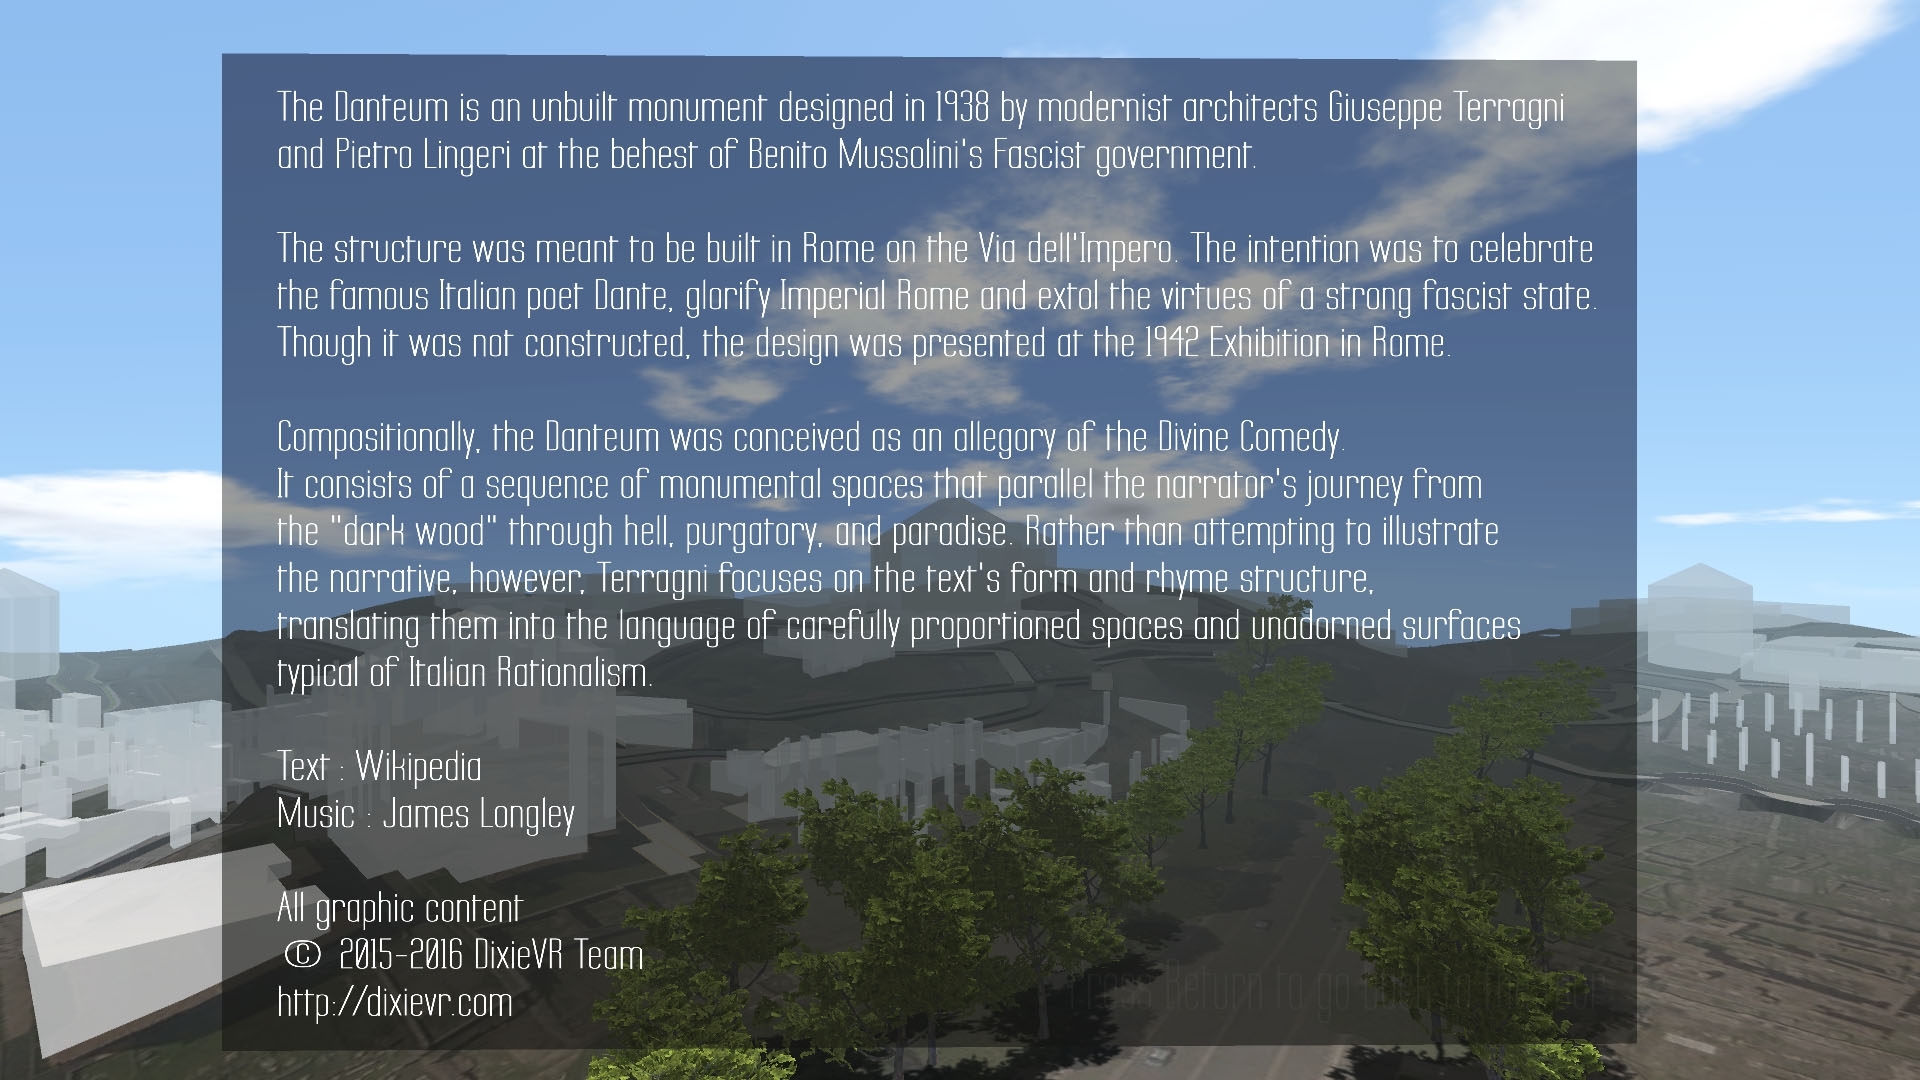 The Danteum is an unbuilt monument designed in 1938 by modernist architects Giuseppe Terragni
and Pietro Lingeri at the behest of Benito Mussolini's Fascist government.
The structure was meant to be built in Rome on the Via dell'Impero. The intention was to celebrate
the famous Italian poet Dante, glorify Imperial Rome and extol the virtues of a strong fascist state.
Though it was not constructed, the design was presented at the 1942 Exhibition in Rome.
Compositionally, the Danteum was conceived as an allegory of the Divine Comedy.
It consists of a sequence of monumental spaces that parallel the narrator's journey from
the "dark wood" through hell, purgatory, and paradise. Rather than attempting to illustrate
the narrative, however, Terragni focuses on the text's form and rhyme structure,
translating them into the language of carefully proportioned spaces and unadorned surfaces
typical of Italian Rationalism.
Text : Wikipedia
Music : James Longley
All graphic content
© 2015-2016 DixieVR Team
http://dixievr.com
Press Return to go back to